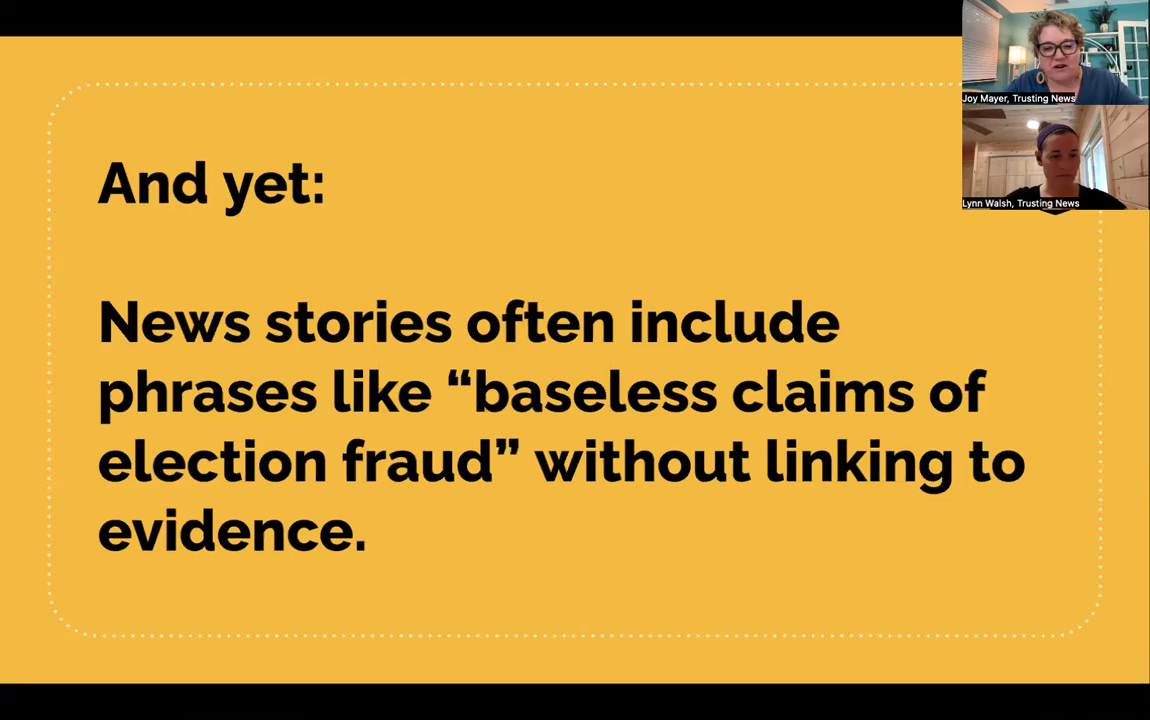 And yet:
News stories often include
phrases like “baseless claims of
election fraud” without linking to
evidence.
Joy Mayer, Trusting News
Lynn Walsh, Trusting News